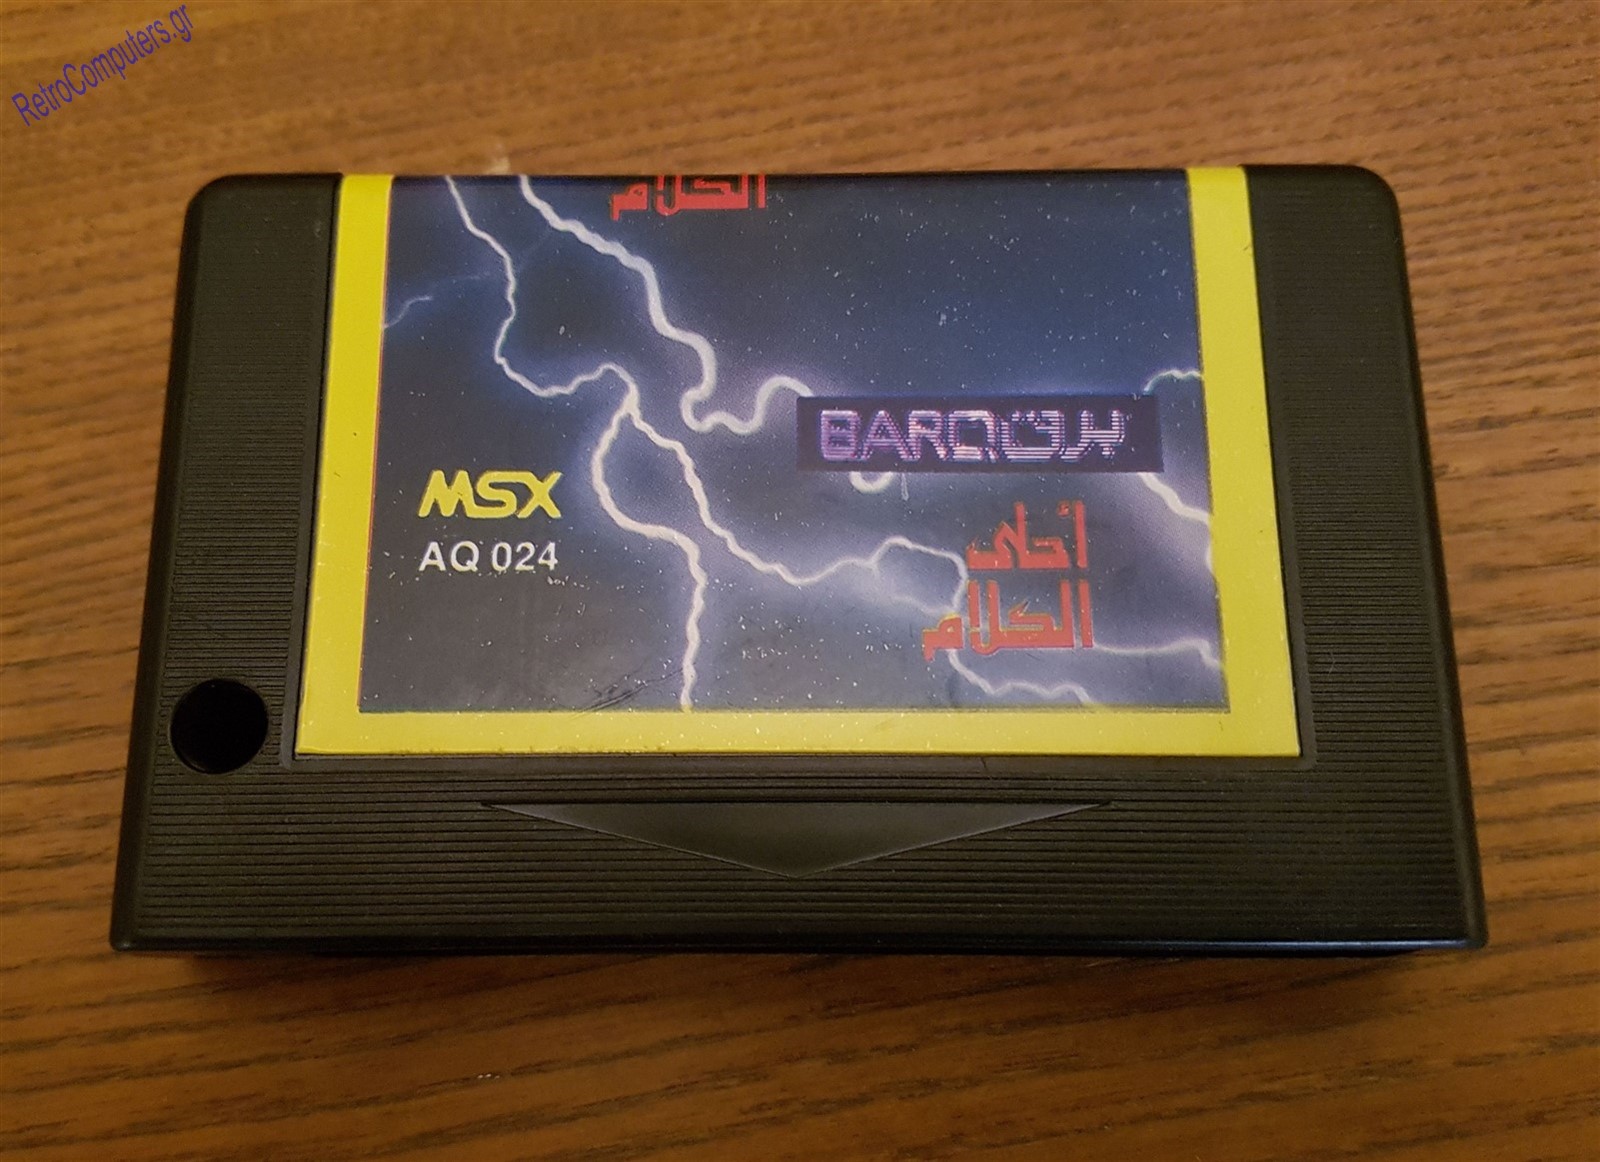 RetroComputers.gr
الكلام
BARQ برق
MSX
AQ 024
أحلى
الكلام